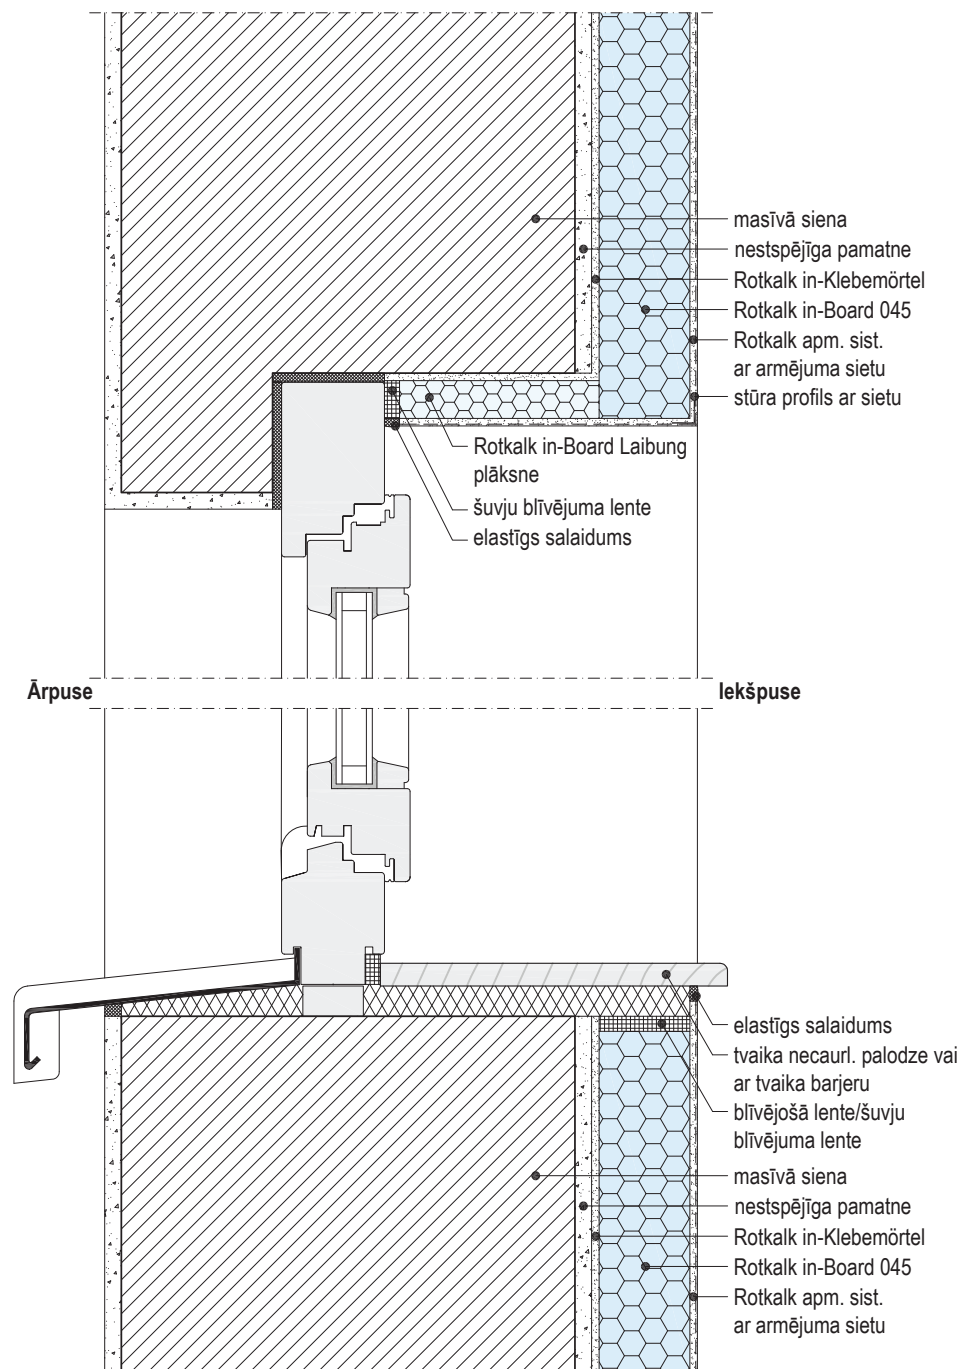 masīvā siena
nestspējīga pamatne
Rotkalk in-Klebemörtel
Rotkalk in-Board 045
Rotkalk apm. sist.
ar armējuma sietu
stūra profils ar sietu
Rotkalk in-Board Laibung
plāksne
šuvju blīvējuma lente
elastīgs salaidums
Ārpuse
Iekšpuse
elastīgs salaidums
tvaika necaurl. palodze vai
ar tvaika barjeru
blīvējošā lente/šuvju
blīvējuma lente
masīvā siena
nestspējīga pamatne
Rotkalk in-Klebemörtel
Rotkalk in-Board 045
Rotkalk apm. sist.
ar armējuma sietu